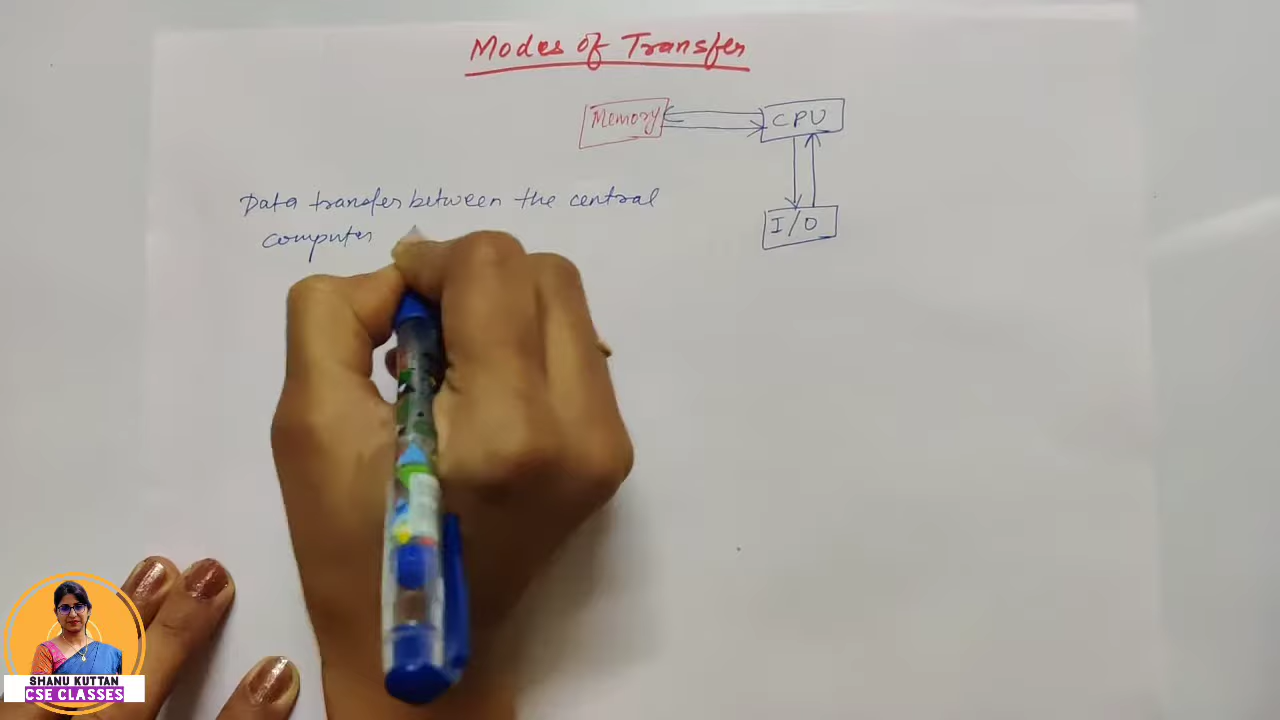 Modes of Transfer
Memory
CPU
Data transfer between the central
computer
I/O
SHANU KUTTAN
CSE CLASSES